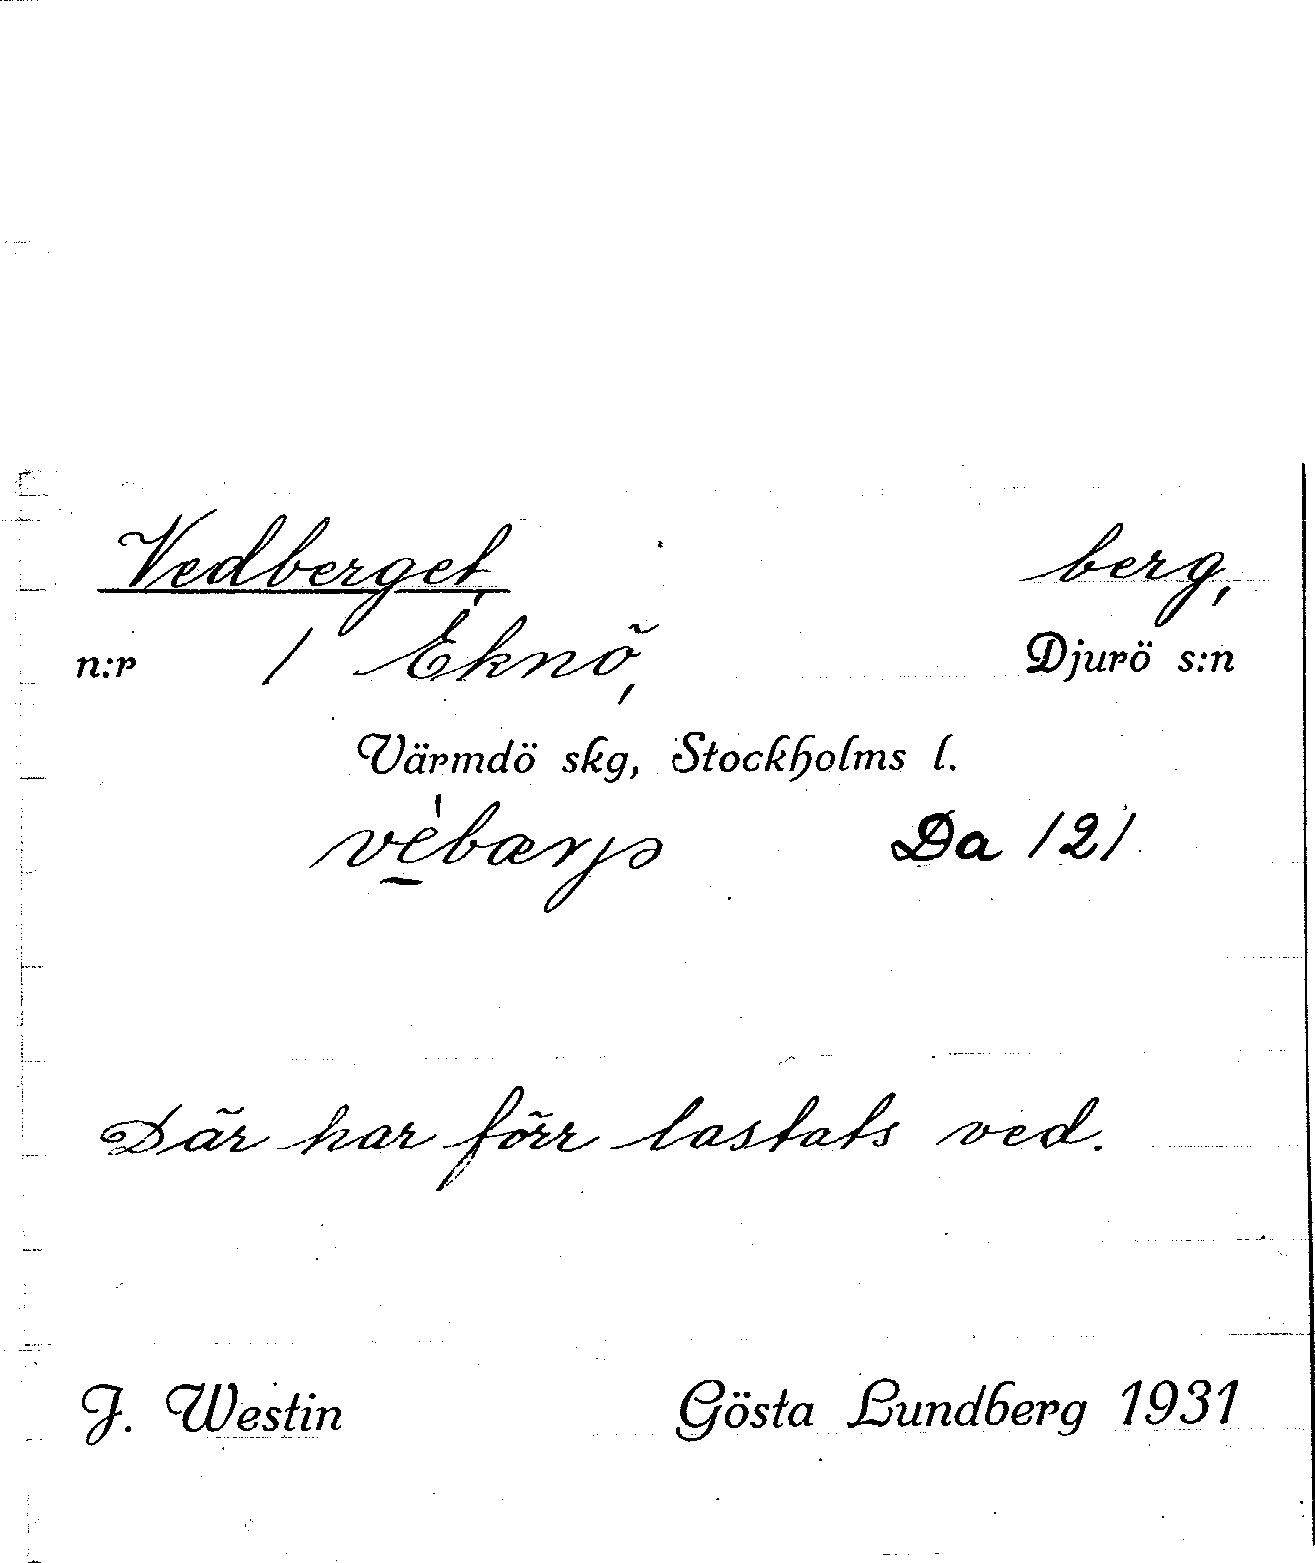 Vedberget berg,
n:r 1 Eknö, Djurö s:n
Värmdö skg, Stockholms l.
vèbærjə Da 121
Där har förr lastats ved.
J. Westin Gösta Lundberg 1931